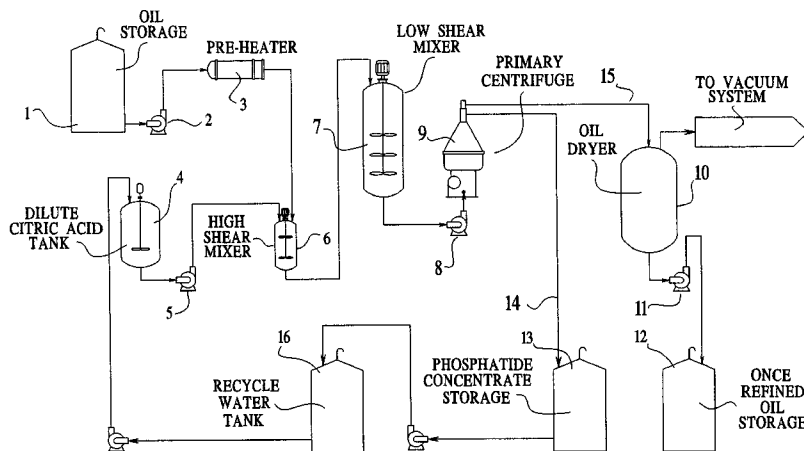 OIL
STORAGE
PRE-HEATER
LOW SHEAR
MIXER
PRIMARY
CENTRIFUGE
15
TO VACUUM
SYSTEM
1
2
3
7
9
OIL
DRYER
10
4
DILUTE
CITRIC ACID
TANK
HIGH
SHEAR
MIXER
6
5
8
11
14
16
13
12
RECYCLE
WATER
TANK
PHOSPHATIDE
CONCENTRATE
STORAGE
ONCE
REFINED
OIL
STORAGE